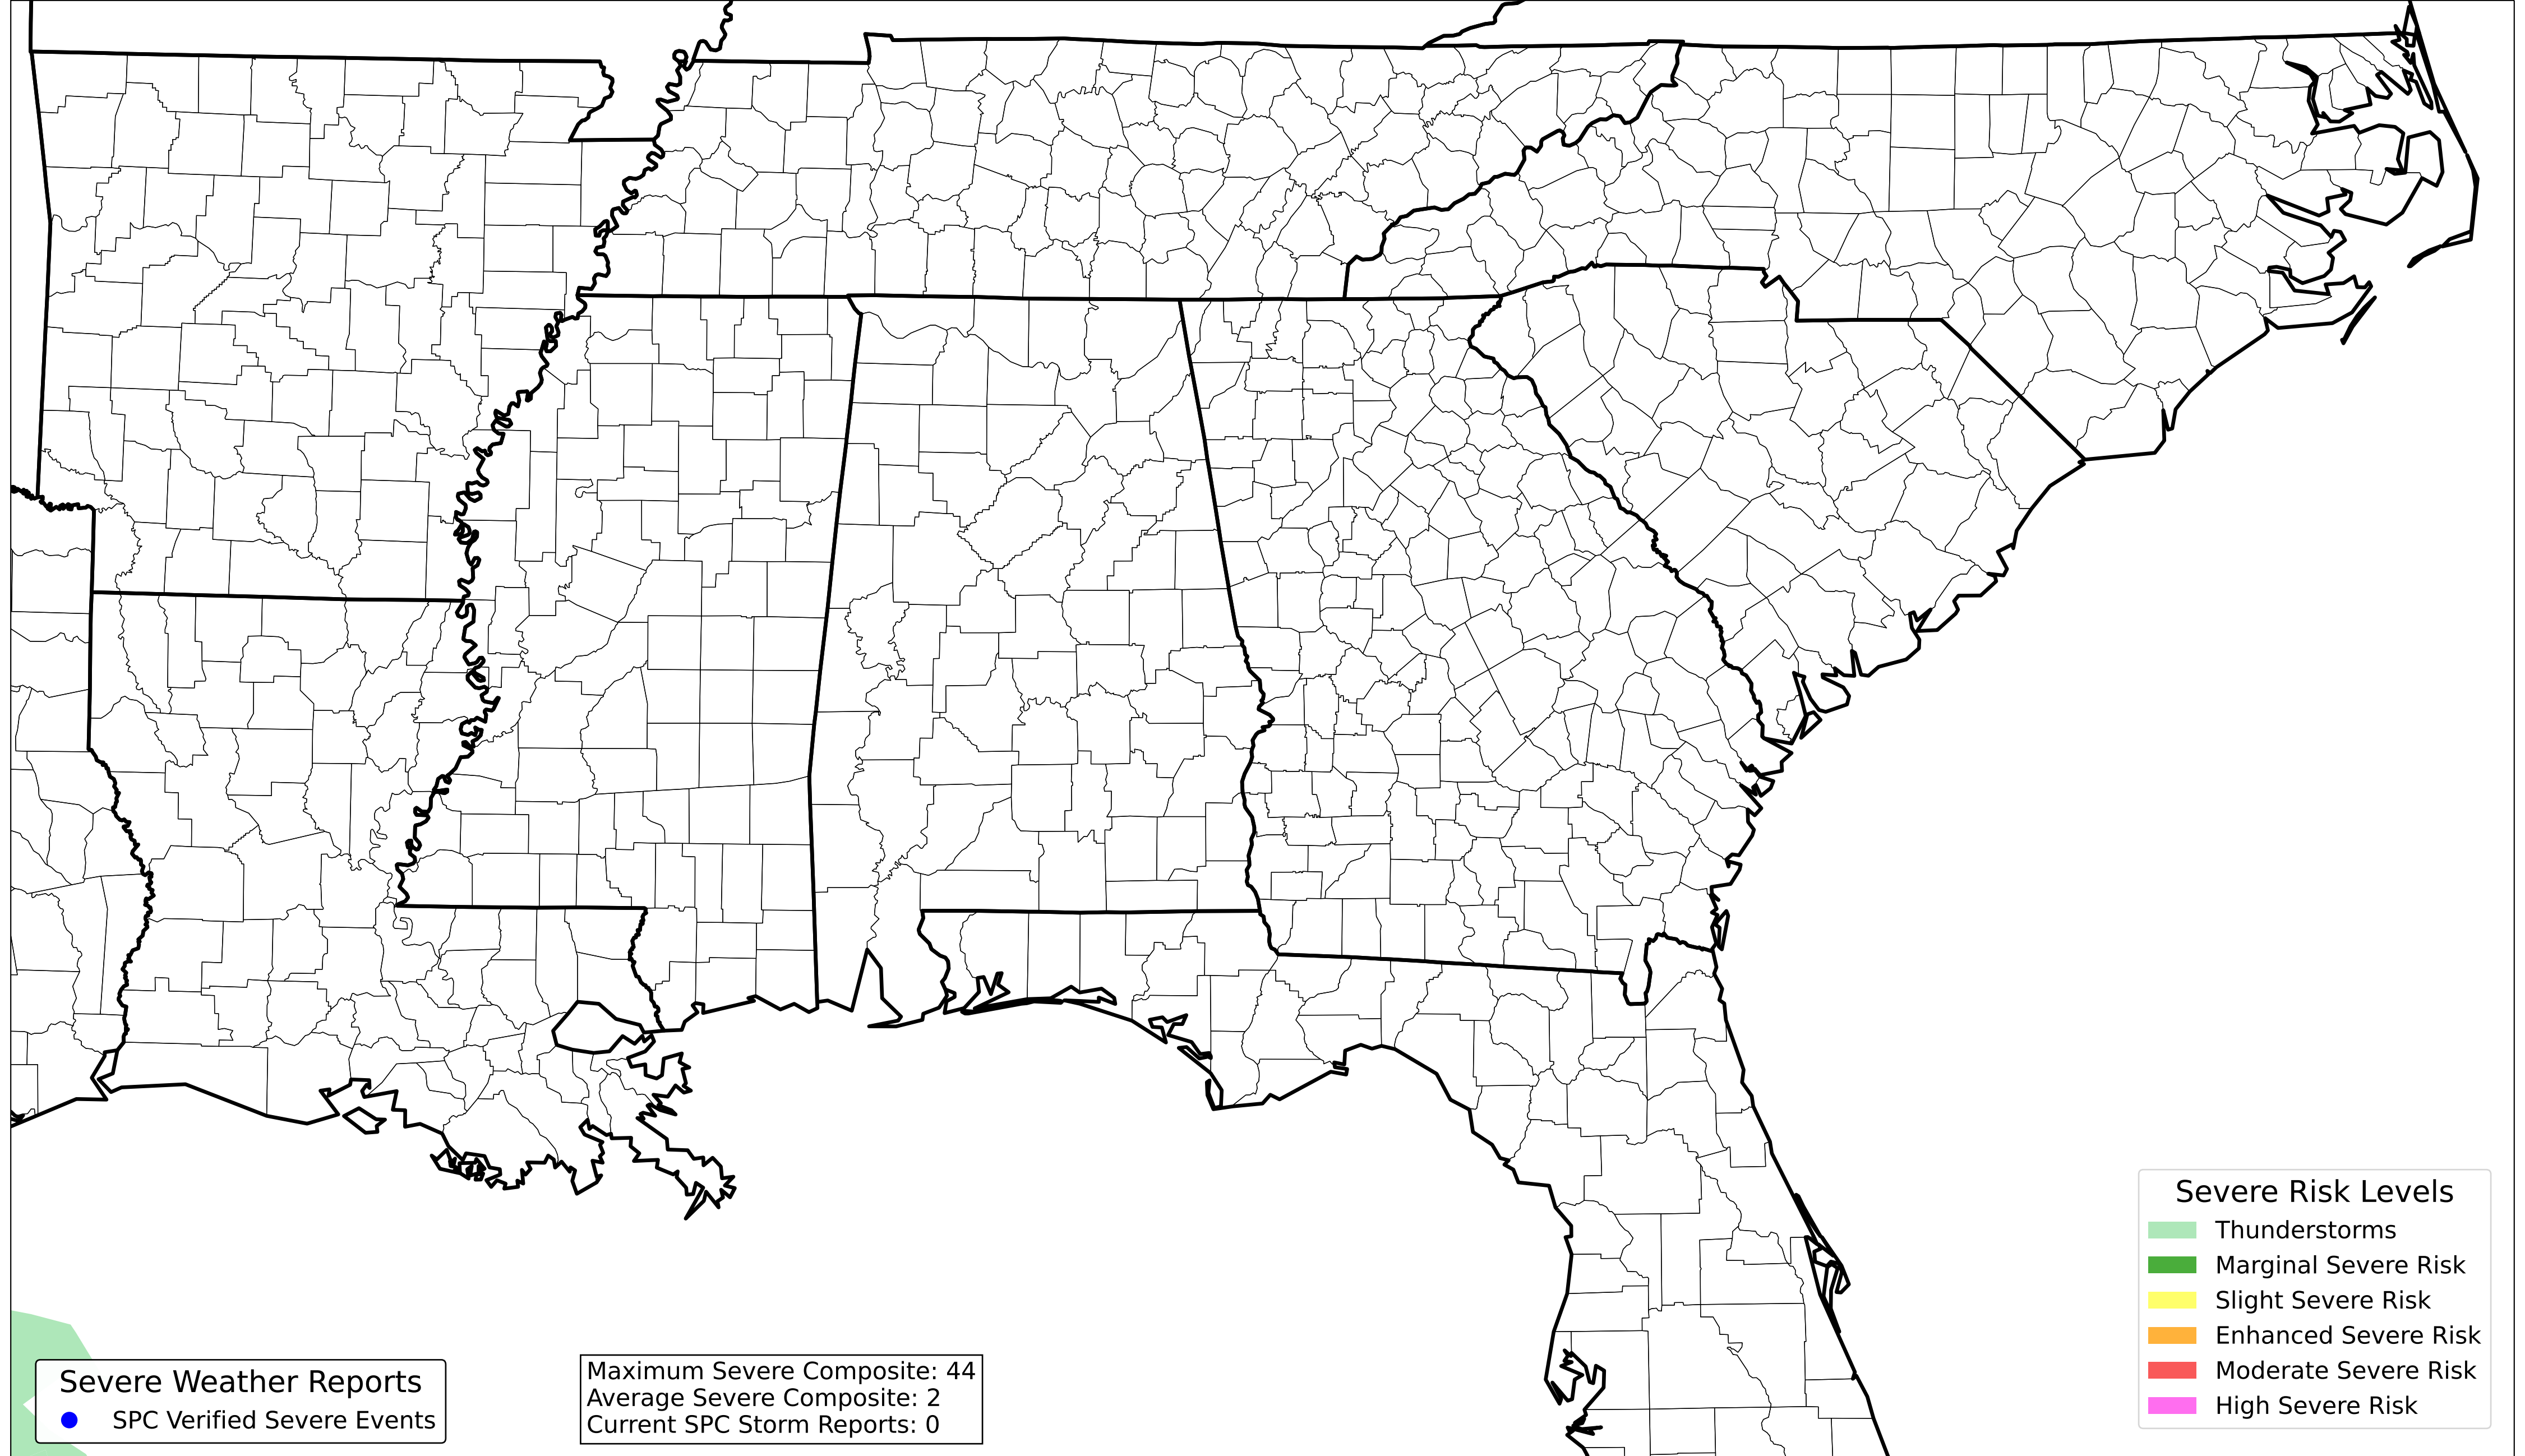 Severe Risk Levels
Thunderstorms
Marginal Severe Risk
Slight Severe Risk
Enhanced Severe Risk
Moderate Severe Risk
High Severe Risk
Severe Weather Reports
SPC Verified Severe Events
Maximum Severe Composite: 44
Average Severe Composite: 2
Current SPC Storm Reports: 0